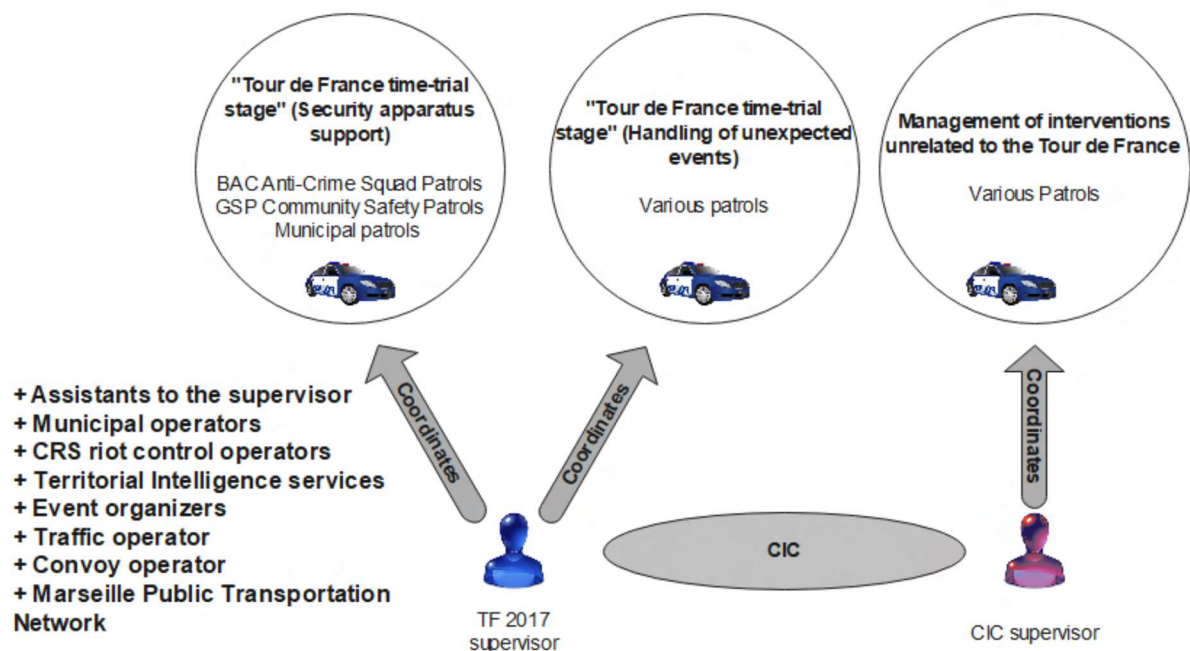 "Tour de France time-trial
stage" (Security apparatus
support)
BAC Anti-Crime Squad Patrols
GSP Community Safety Patrols
Municipal patrols
"Tour de France time-trial
stage" (Handling of unexpected
events)
Various patrols
Management of interventions
unrelated to the Tour de France
Various Patrols
Coordinates
Coordinates
Coordinates
+ Assistants to the supervisor
+ Municipal operators
+ CRS riot control operators
+ Territorial Intelligence services
+ Event organizers
+ Traffic operator
+ Convoy operator
+ Marseille Public Transportation
Network
TF 2017
supervisor
CIC
CIC supervisor